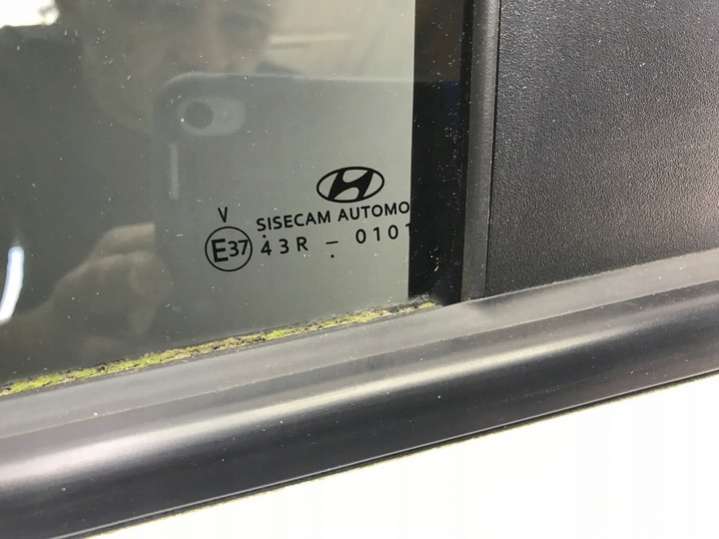 V
SISECAM AUTOMO
E37 43R - 0101